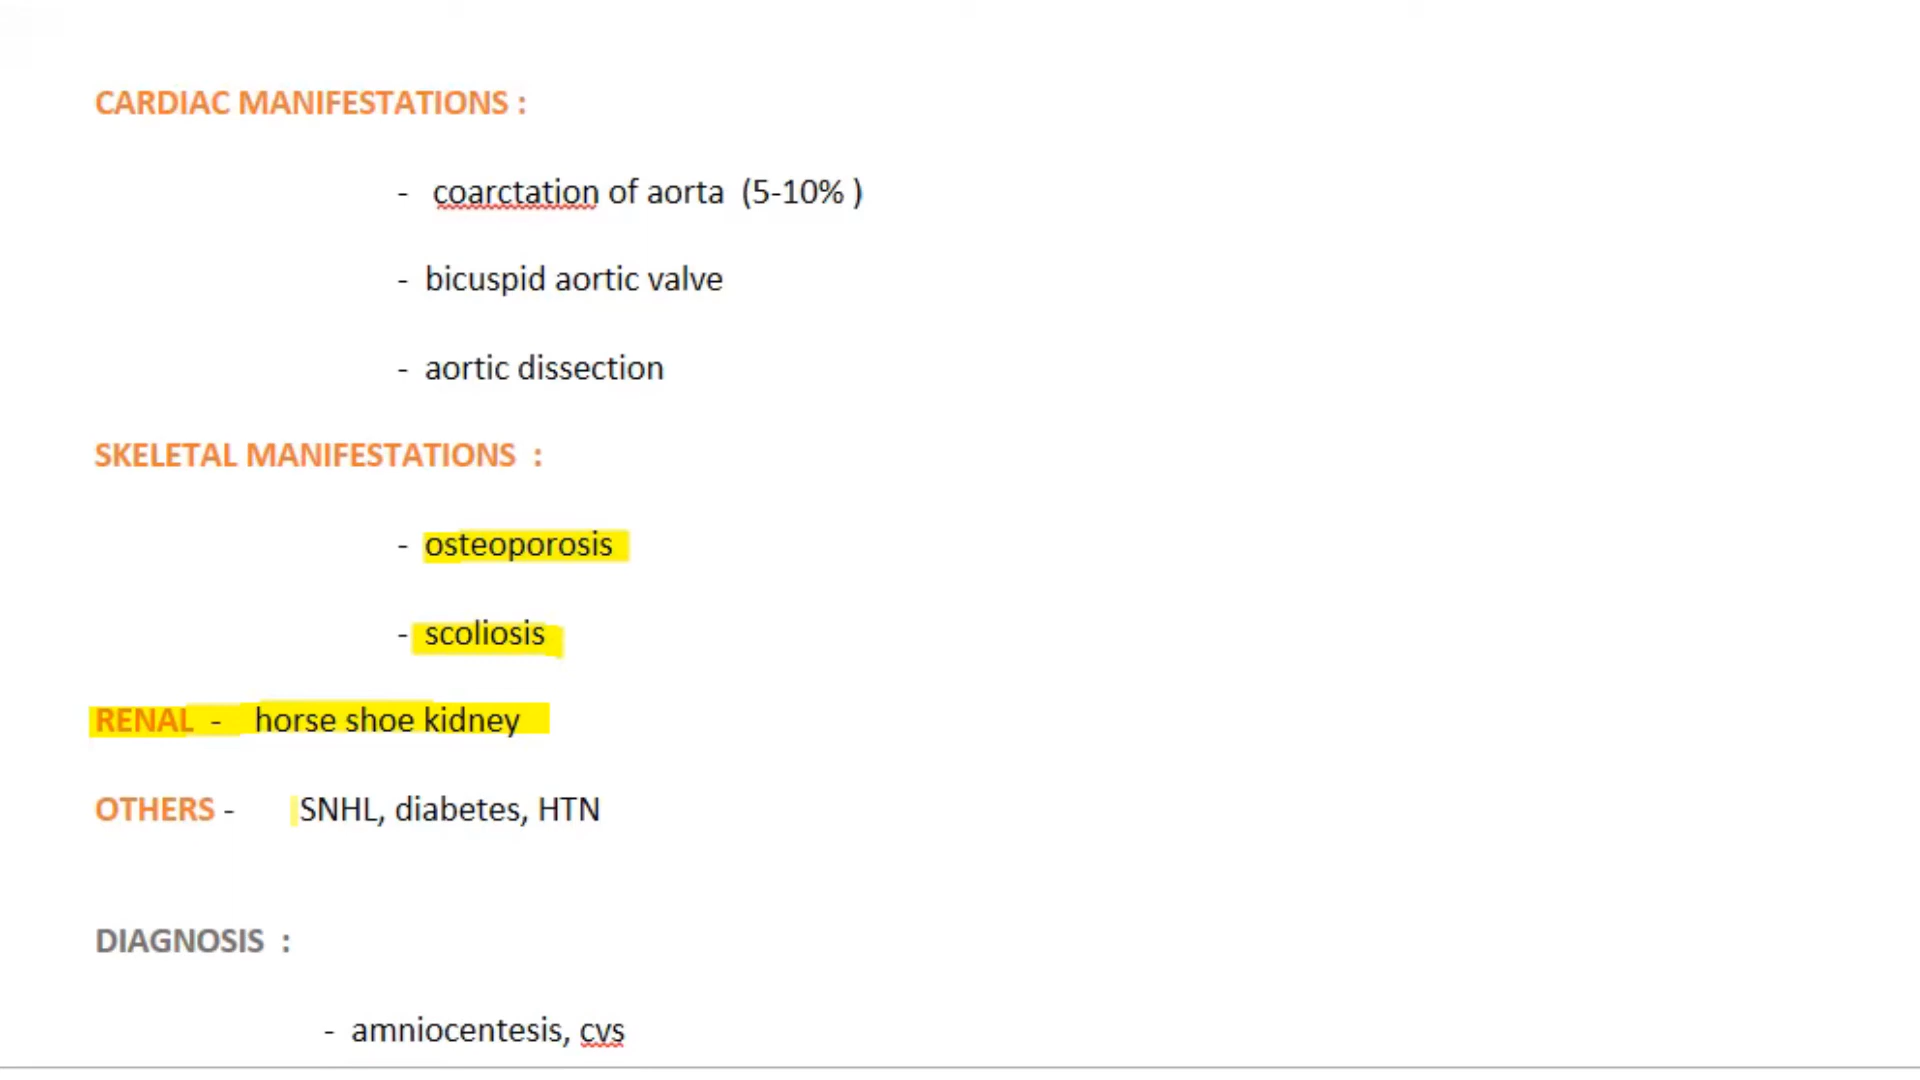 CARDIAC MANIFESTATIONS :
- coarctation of aorta (5-10% )
- bicuspid aortic valve
- aortic dissection
SKELETAL MANIFESTATIONS :
- osteoporosis
- scoliosis
RENAL - horse shoe kidney
OTHERS - SNHL, diabetes, HTN
DIAGNOSIS :
- amniocentesis, cvs